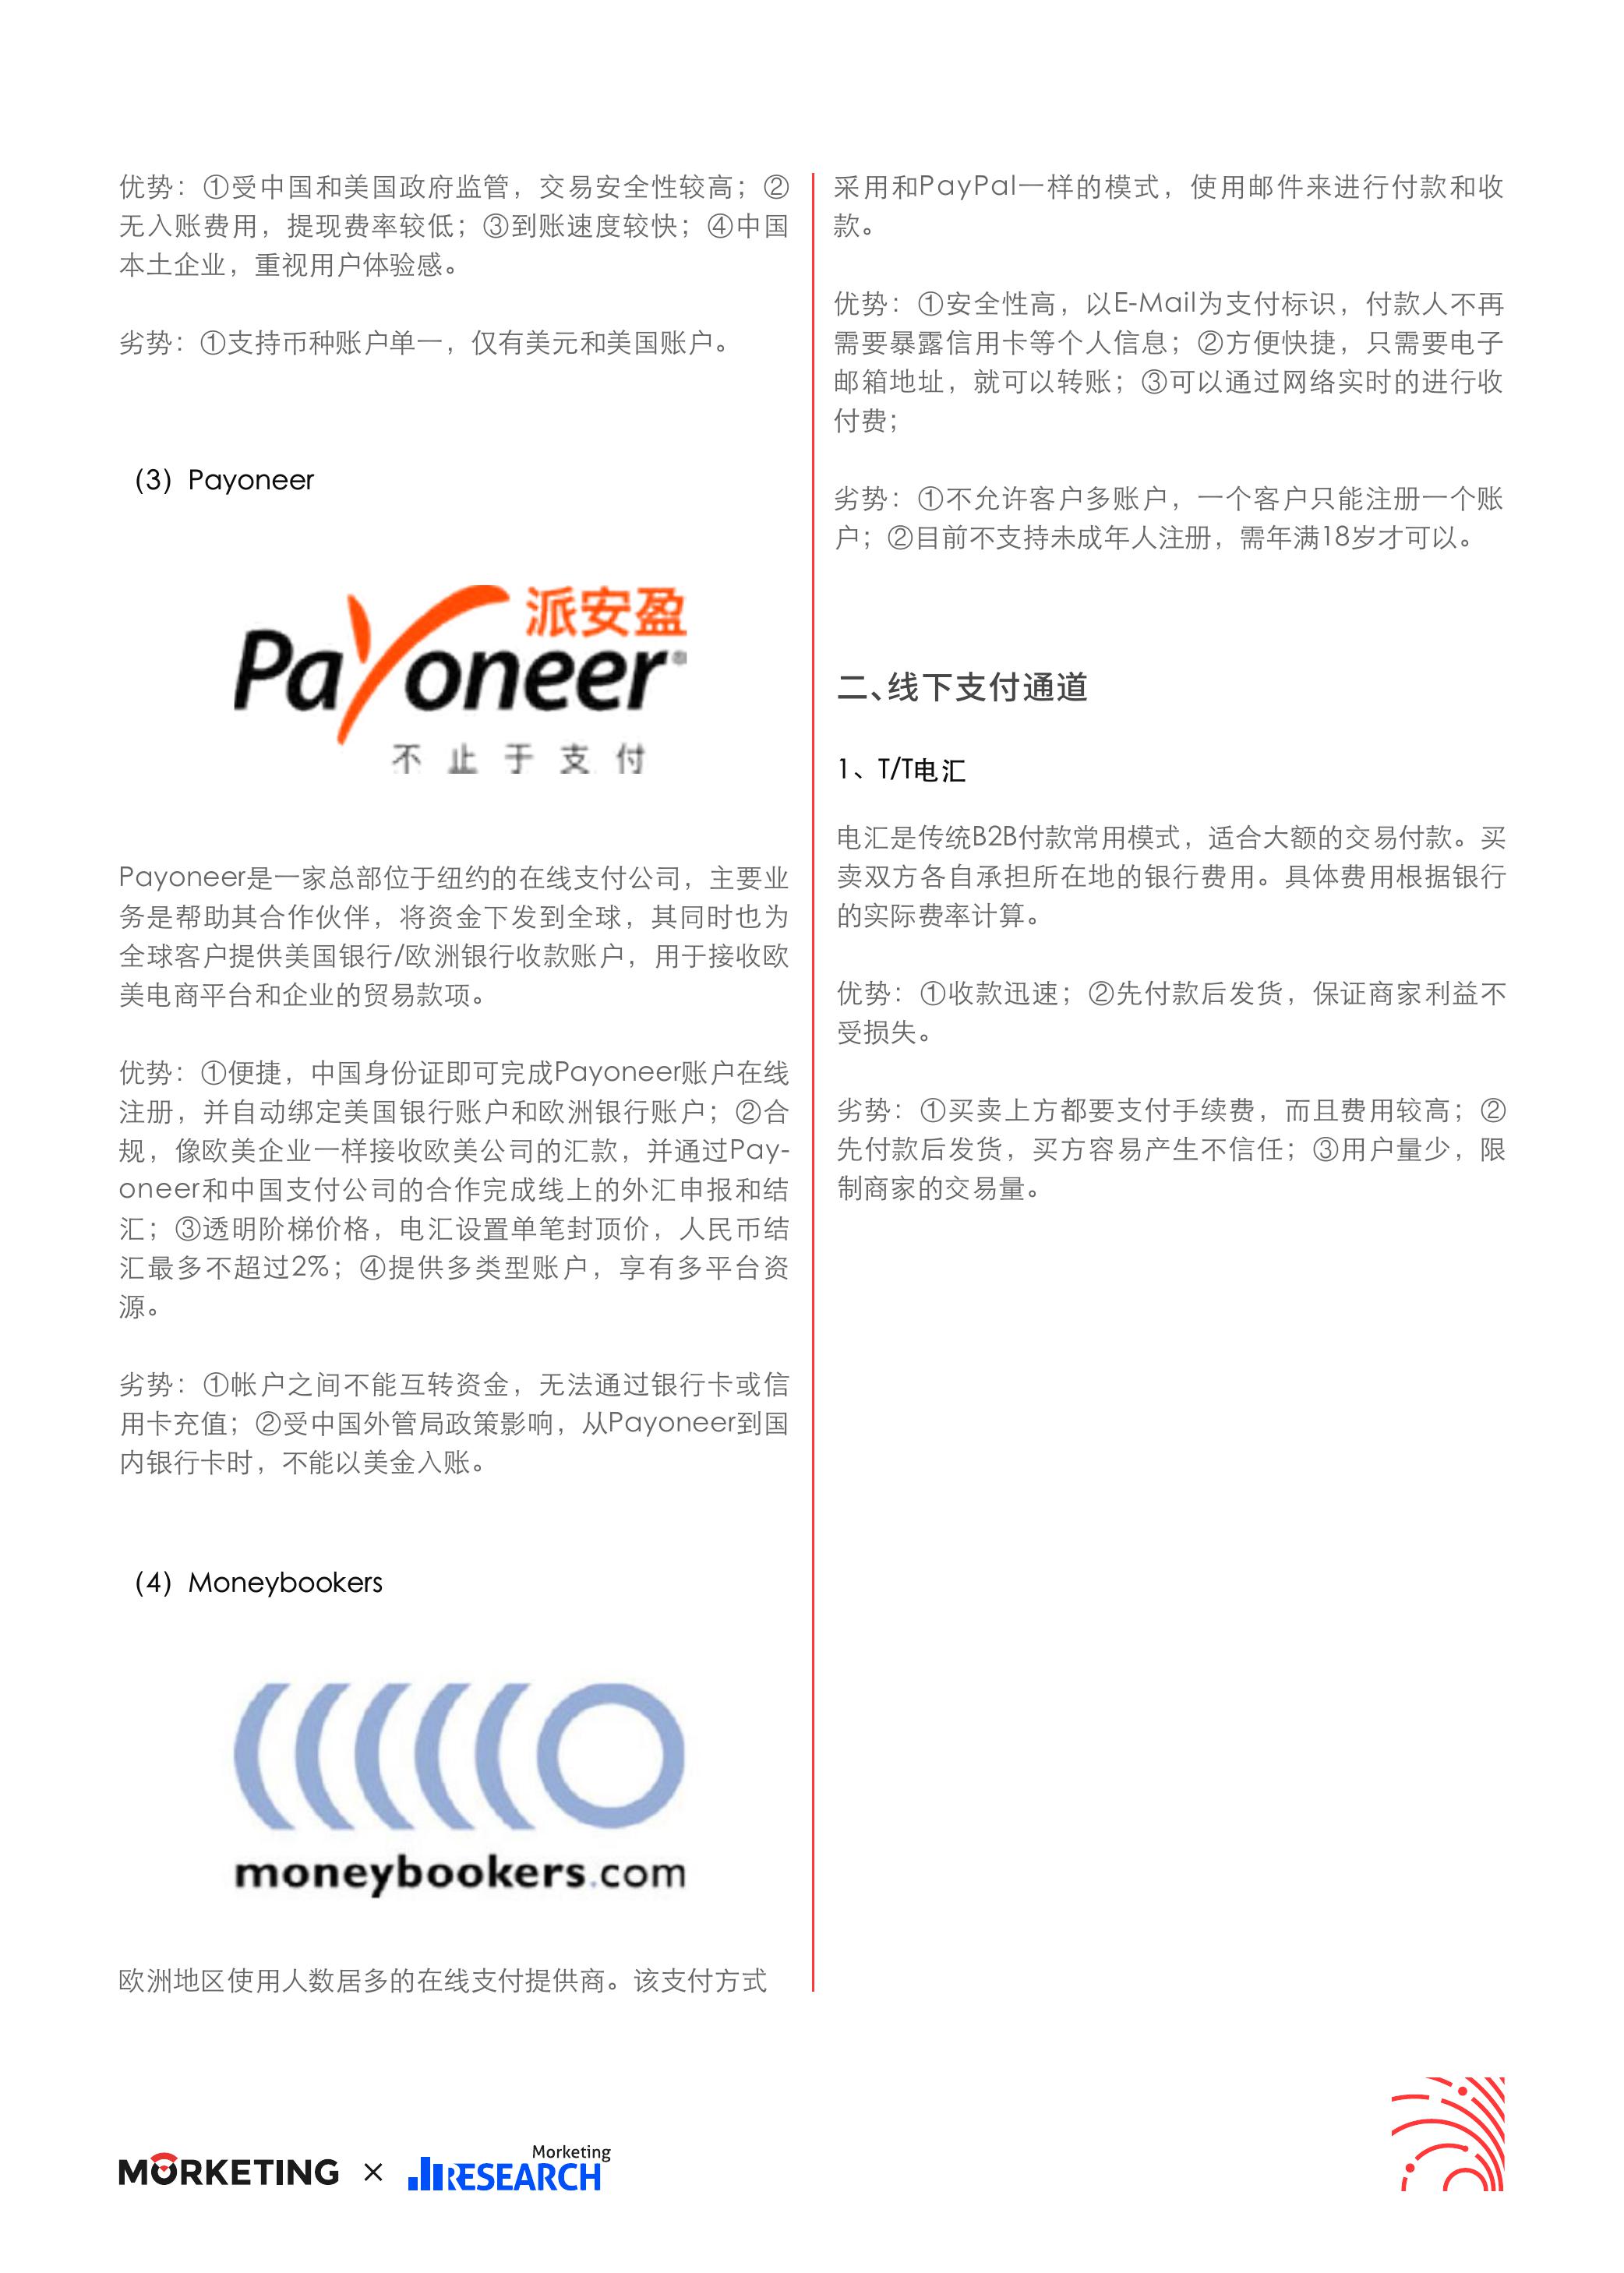 优势：①受中国和美国政府监管，交易安全性较高；②
无入账费用，提现费率较低；③到账速度较快；④中国
本土企业，重视用户体验感。
劣势：①支持币种账户单一，仅有美元和美国账户。
（3）Payoneer
派安盈
Payoneer®
不止于支付
Payoneer是一家总部位于纽约的在线支付公司，主要业
务是帮助其合作伙伴，将资金下发到全球，其同时也为
全球客户提供美国银行/欧洲银行收款账户，用于接收欧
美电商平台和企业的贸易款项。
优势：①便捷，中国身份证即可完成Payoneer账户在线
注册，并自动绑定美国银行账户和欧洲银行账户；②合
规，像欧美企业一样接收欧美公司的汇款，并通过Pay-
oneer和中国支付公司的合作完成线上的外汇申报和结
汇；③透明阶梯价格，电汇设置单笔封顶价，人民币结
汇最多不超过2%；④提供多类型账户，享有多平台资
源。
劣势：①帐户之间不能互转资金，无法通过银行卡或信
用卡充值；②受中国外管局政策影响，从Payoneer到国
内银行卡时，不能以美金入账。
（4）Moneybookers
moneybookers.com
欧洲地区使用人数居多的在线支付提供商。该支付方式
采用和PayPal一样的模式，使用邮件来进行付款和收
款。
优势：①安全性高，以E-Mail为支付标识，付款人不再
需要暴露信用卡等个人信息；②方便快捷，只需要电子
邮箱地址，就可以转账；③可以通过网络实时的进行收
付费；
劣势：①不允许客户多账户，一个客户只能注册一个账
户；②目前不支持未成年人注册，需年满18岁才可以。
二、线下支付通道
1、T/T电汇
电汇是传统B2B付款常用模式，适合大额的交易付款。买
卖双方各自承担所在地的银行费用。具体费用根据银行
的实际费率计算。
优势：①收款迅速；②先付款后发货，保证商家利益不
受损失。
劣势：①买卖上方都要支付手续费，而且费用较高；②
先付款后发货，买方容易产生不信任；③用户量少，限
制商家的交易量。
MORKETING × Morketing RESEARCH